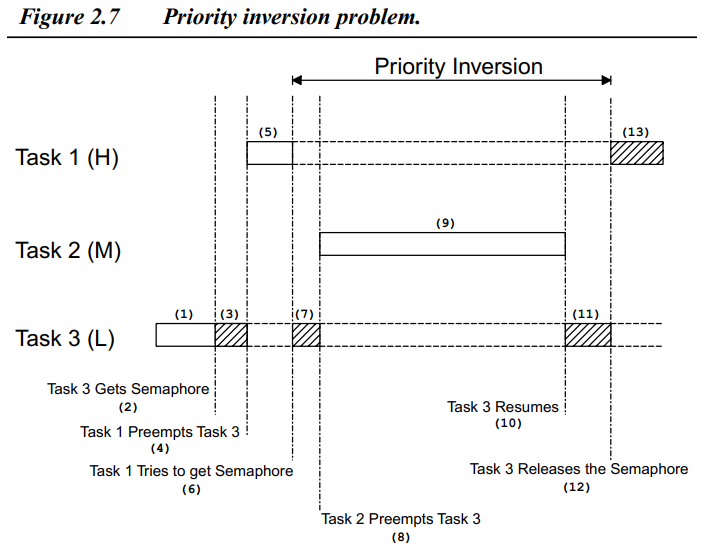 Figure 2.7 Priority inversion problem.
Priority Inversion
(5)
(13)
Task 1 (H)
(9)
Task 2 (M)
(1)
(3)
(7)
(11)
Task 3 (L)
Task 3 Gets Semaphore
(2)
Task 3 Resumes
(10)
Task 1 Preempts Task 3
(4)
Task 1 Tries to get Semaphore
(6)
Task 3 Releases the Semaphore
(12)
Task 2 Preempts Task 3
(8)